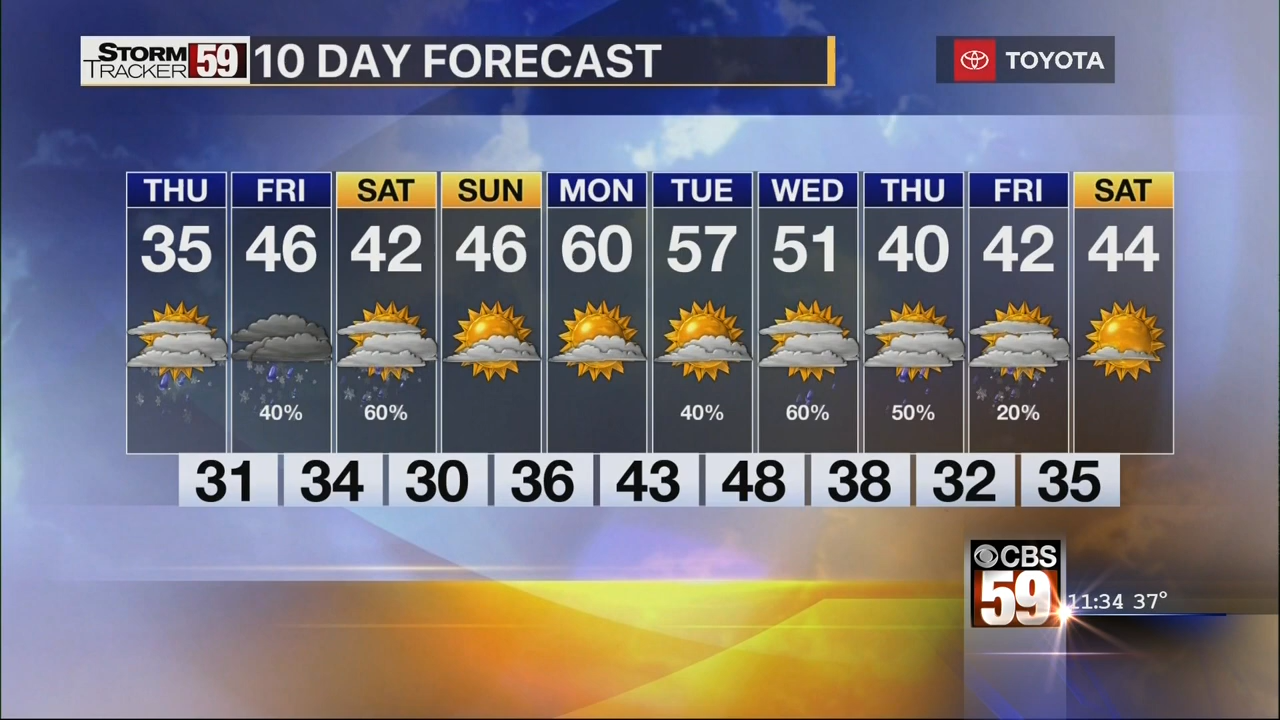 STORM
TRACKER 59
10 DAY FORECAST
TOYOTA
THU FRI SAT SUN MON TUE WED THU FRI SAT
35 46 42 46 60 57 51 40 42 44
40% 60% 40% 60% 50% 20%
31 34 30 36 43 48 38 32 35
CBS
59
11:34 37°